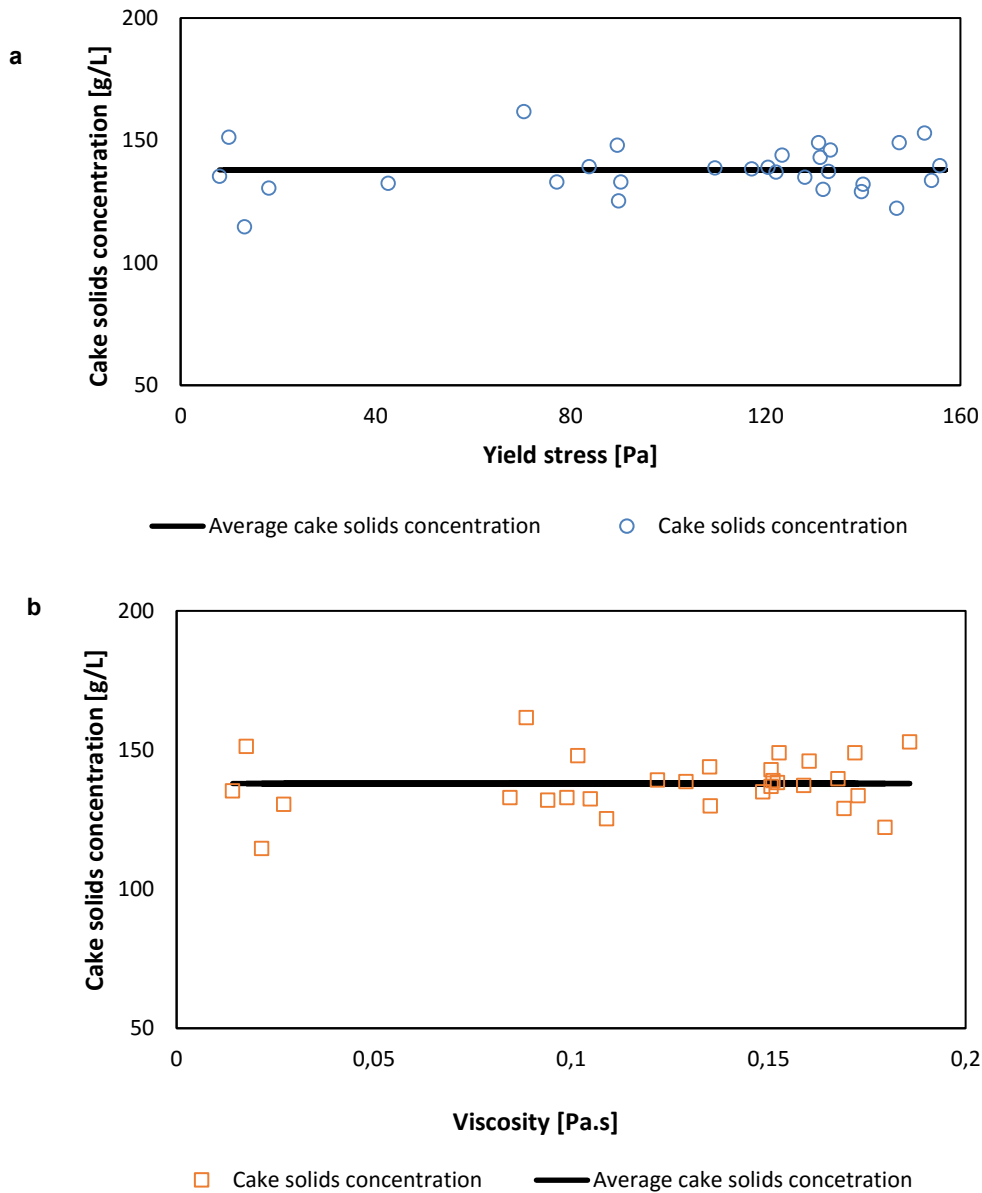 a
Cake solids concentration [g/L]
200
150
100
50
0 40 80 120 160
Yield stress [Pa]
Average cake solids concentration Cake solids concentration
b
Cake solids concentration [g/L]
200
150
100
50
0 0,05 0,1 0,15 0,2
Viscosity [Pa.s]
Cake solids concentration Average cake solids concetration